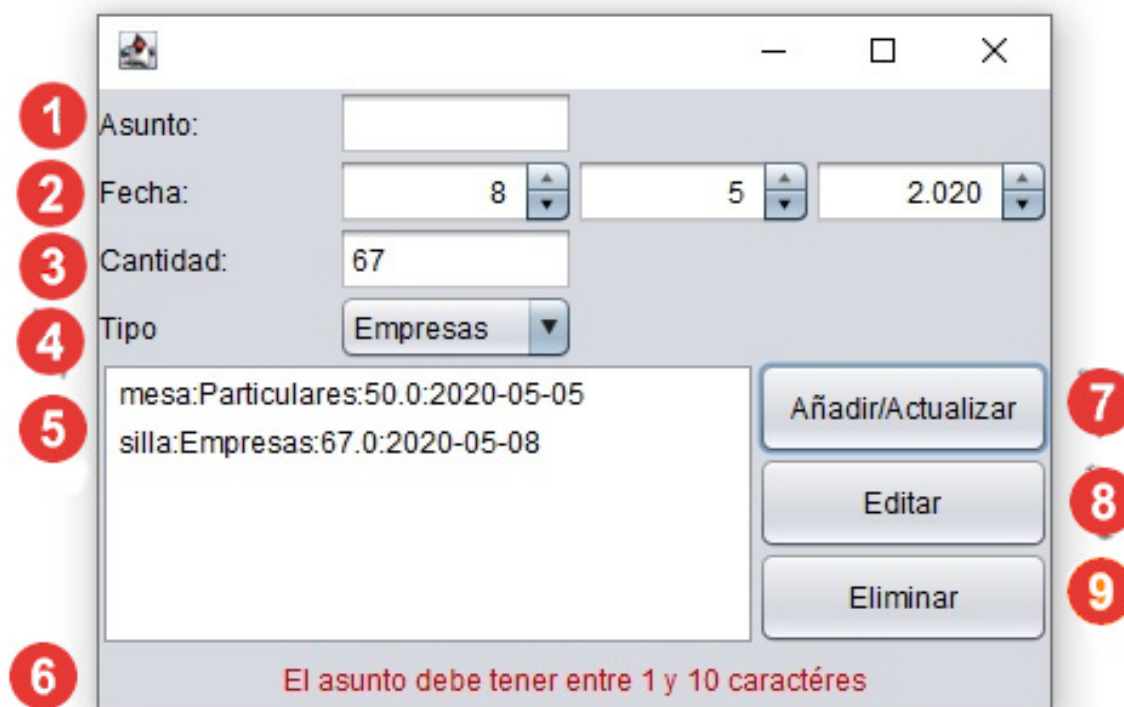 1 Asunto:
2 Fecha: 8 5 2.020
3 Cantidad: 67
4 Tipo Empresas
5 mesa:Particulares:50.0:2020-05-05
silla:Empresas:67.0:2020-05-08
Añadir/Actualizar 7
Editar 8
Eliminar 9
6 El asunto debe tener entre 1 y 10 caractéres